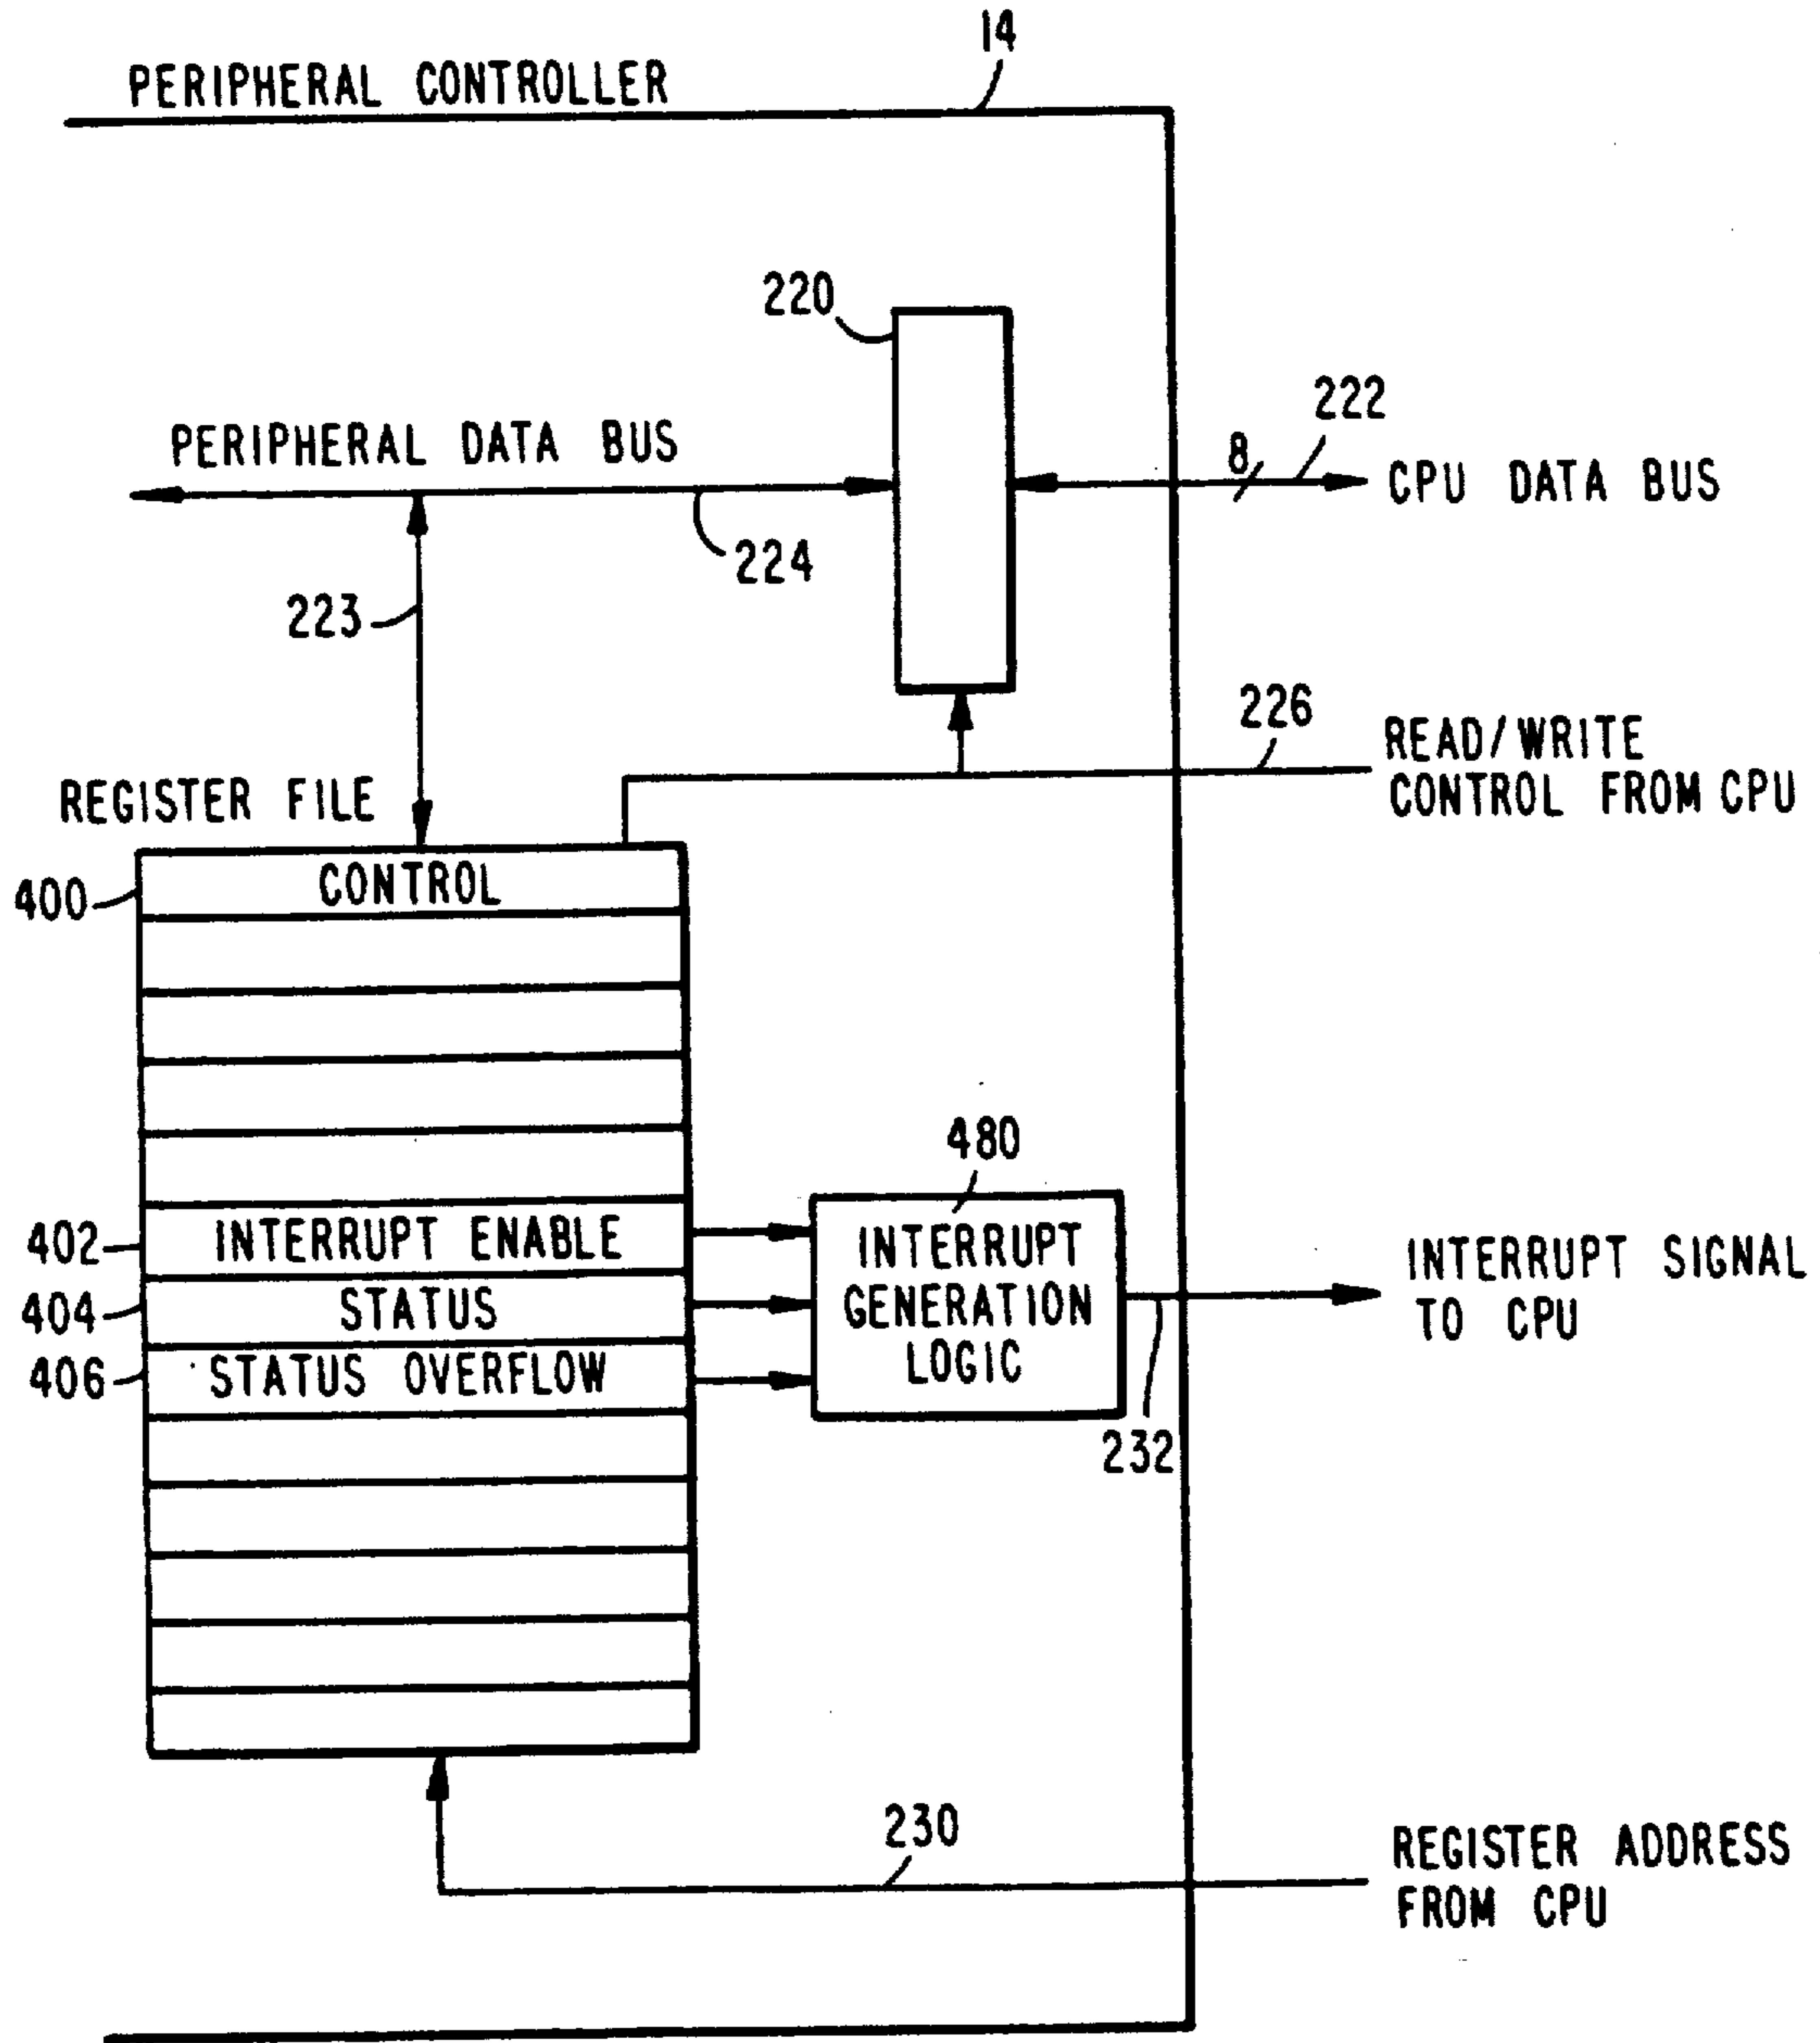 14
PERIPHERAL CONTROLLER
220
222
8
PERIPHERAL DATA BUS
CPU DATA BUS
224
223
226
READ/WRITE
CONTROL FROM CPU
REGISTER FILE
400
CONTROL
480
402
INTERRUPT ENABLE
INTERRUPT
GENERATION
LOGIC
INTERRUPT SIGNAL
TO CPU
404
STATUS
406
STATUS OVERFLOW
232
230
REGISTER ADDRESS
FROM CPU